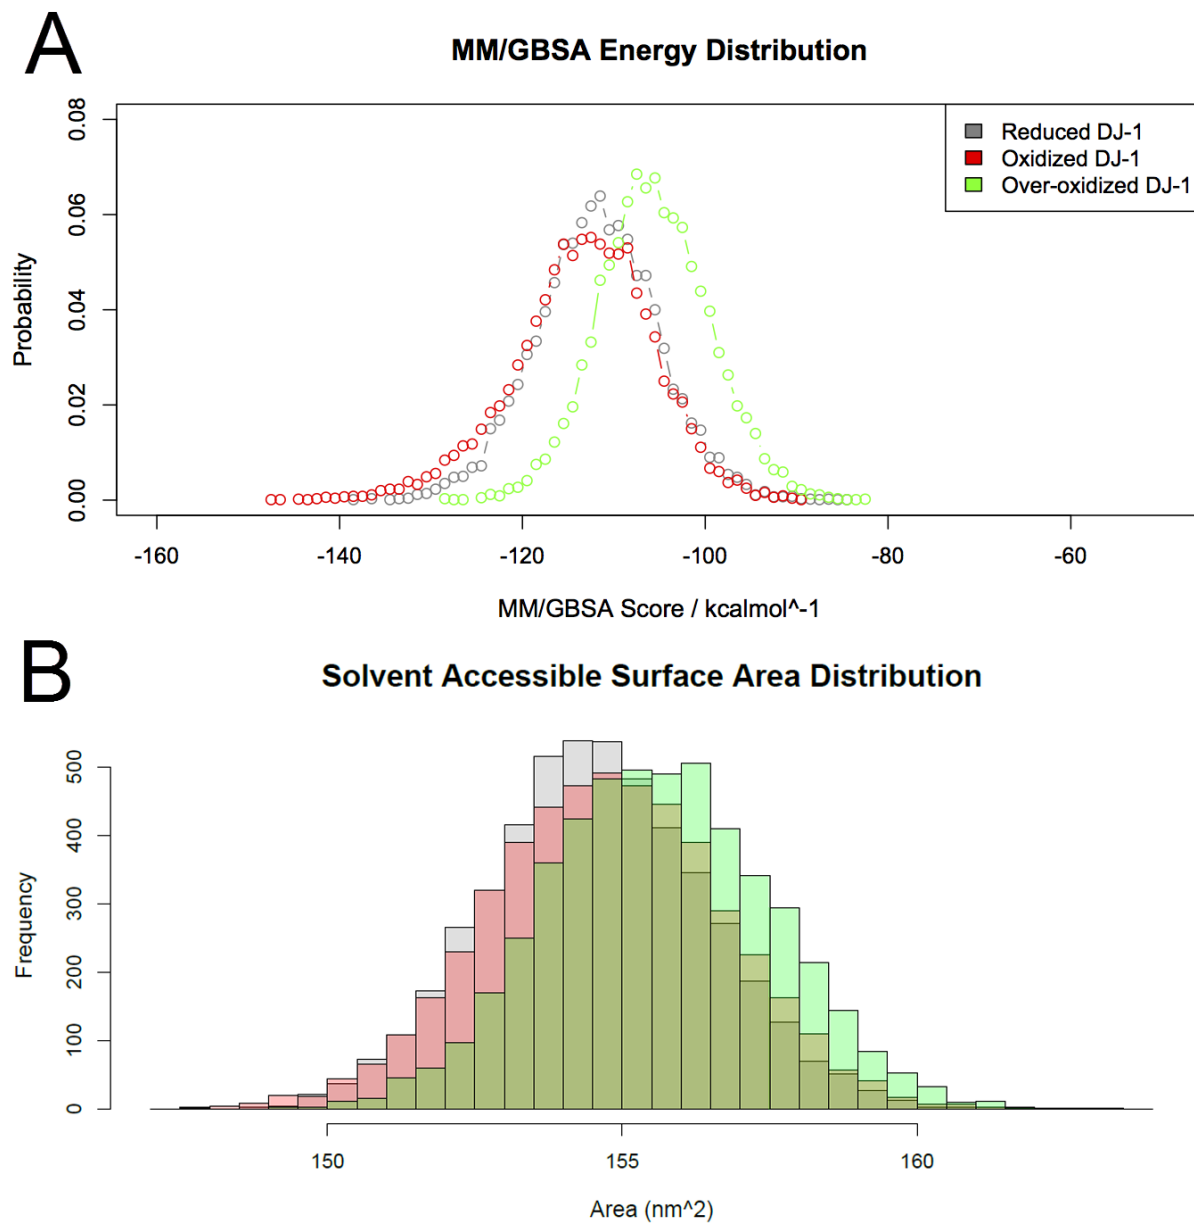 A
MM/GBSA Energy Distribution
Probability
0.00
0.02
0.04
0.06
0.08
Reduced DJ-1
Oxidized DJ-1
Over-oxidized DJ-1
-160
-140
-120
-100
-80
-60
MM/GBSA Score / kcalmol^-1
B
Solvent Accessible Surface Area Distribution
Frequency
0
100
200
300
400
500
150
155
160
Area (nm^2)